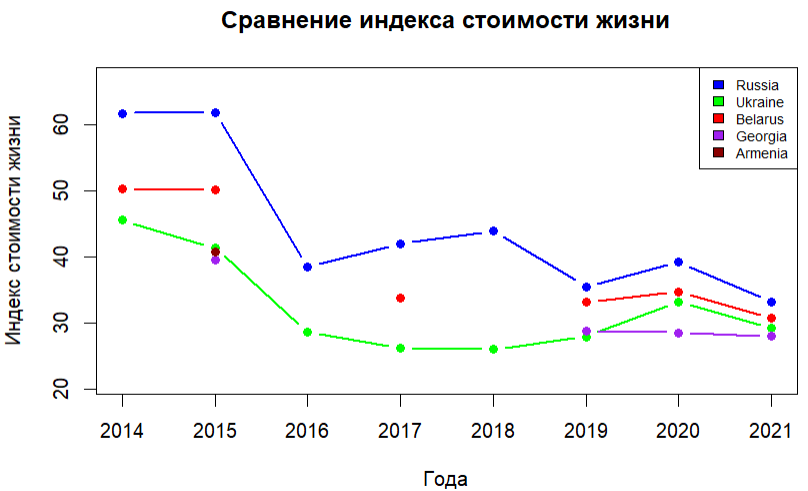 Сравнение индекса стоимости жизни
Russia
Ukraine
Belarus
Georgia
Armenia
Индекс стоимости жизни
60
50
40
30
20
2014 2015 2016 2017 2018 2019 2020 2021
Года